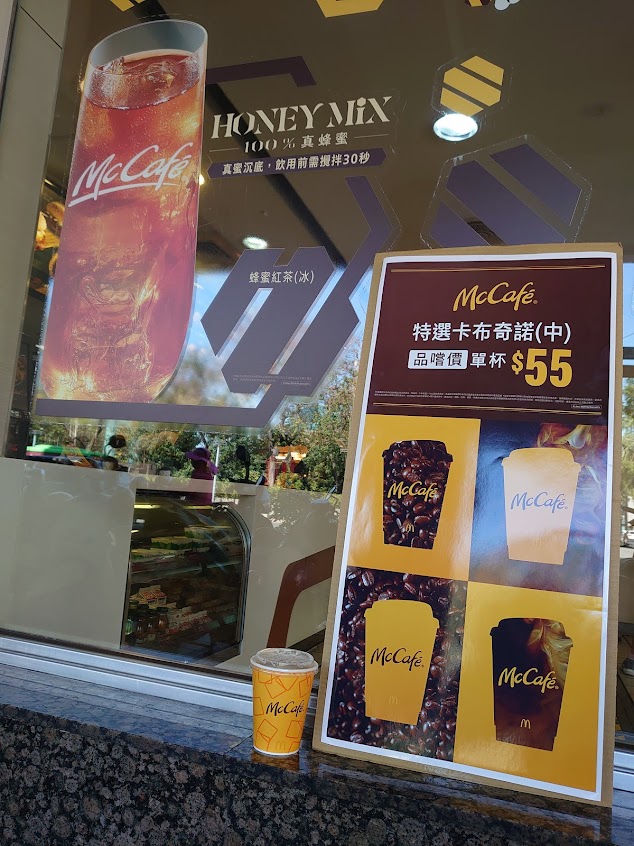 McCafé
HONEY MiX
100%真蜂蜜
真蜜沉底，飲用前需攪拌30秒
蜂蜜紅茶(冰)
McCafé®
特選卡布奇諾(中)
品嚐價 單杯 $55
McCafé®
McCafé®
McCafé®
McCafé®
McCafé